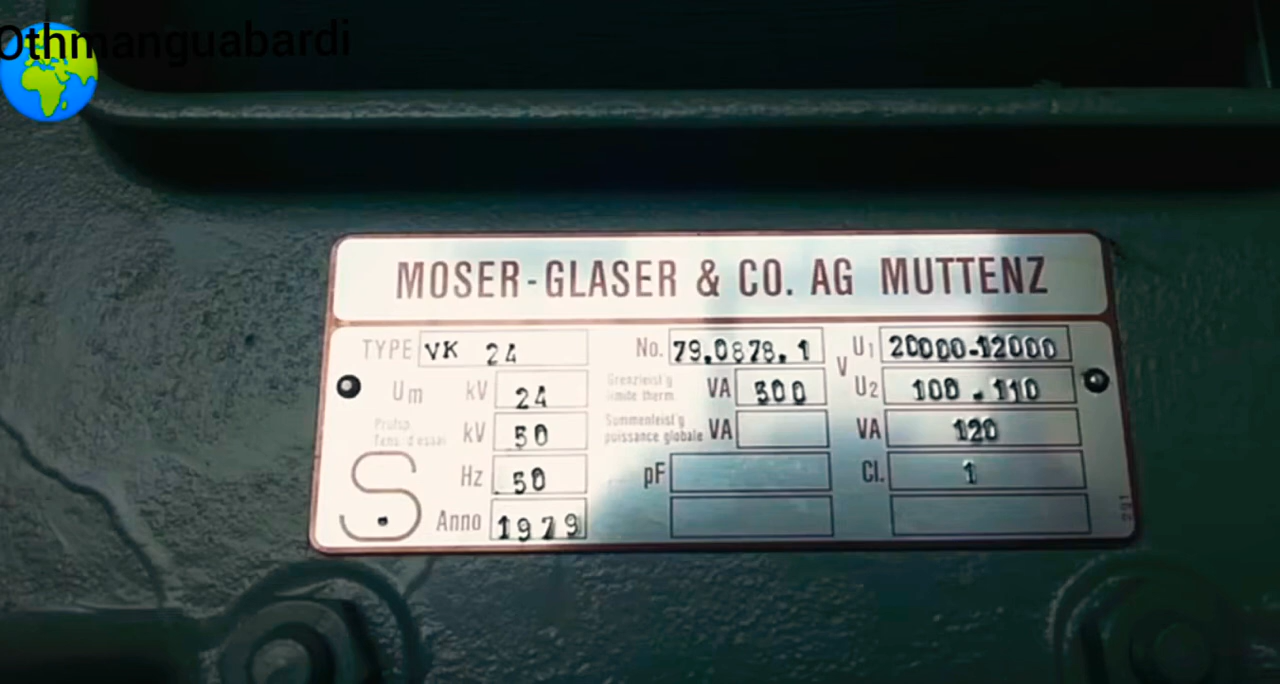 Othmanguabardi
MOSER-GLASER & CO. AG MUTTENZ
TYPE VK 24 No. 79.0878.1 U1 20000-12000
V
Um kV 24 Grenzleist'g limite therm. VA 500 U2 100 - 110
Prüfsp. Tens. d'essai kV 50 Summenleist'g puissance globale VA VA 120
Hz 50 pF Cl. 1
S Anno 1979